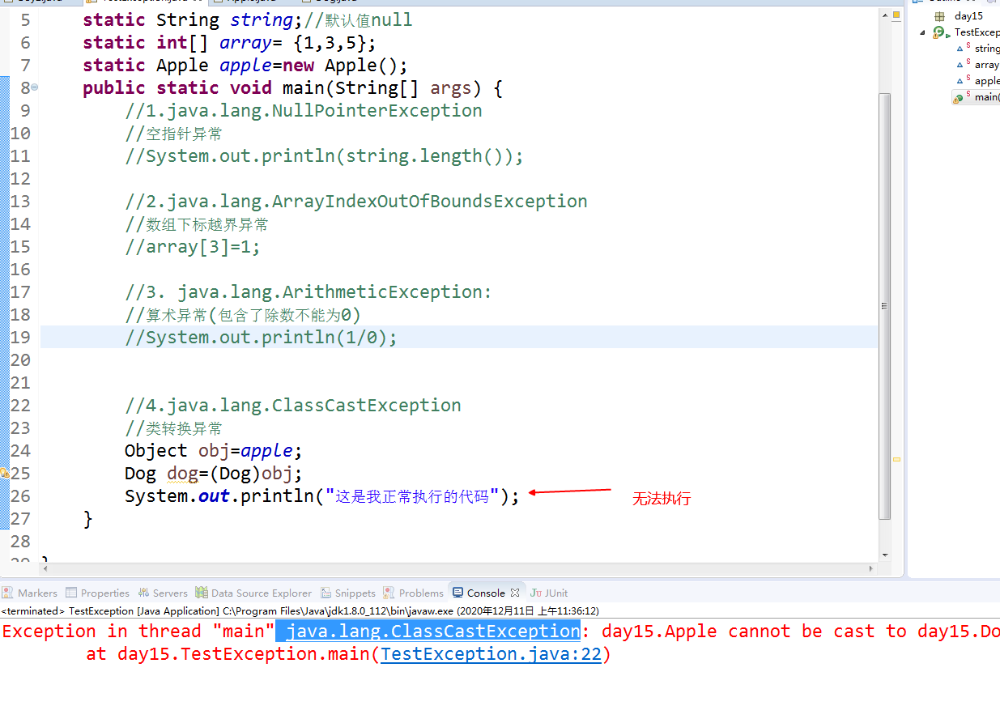 day15
5 static String string;//默认值null
TestExcep
6 static int[] array= {1,3,5};
string
7 static Apple apple=new Apple();
array
8 public static void main(String[] args) {
apple
9 //1.java.lang.NullPointerException
main(
10 //空指针异常
11 //System.out.println(string.length());
12
13 //2.java.lang.ArrayIndexOutOfBoundsException
14 //数组下标越界异常
15 //array[3]=1;
16
17 //3. java.lang.ArithmeticException:
18 //算术异常(包含了除数不能为0)
19 //System.out.println(1/0);
20
21
22 //4.java.lang.ClassCastException
23 //类转换异常
24 Object obj=apple;
25 Dog dog=(Dog)obj;
26 System.out.println("这是我正常执行的代码"); 无法执行
27 }
28
Markers Properties Servers Data Source Explorer Snippets Problems Console JUnit
<terminated> TestException [Java Application] C:\Program Files\Java\jdk1.8.0_112\bin\javaw.exe (2020年12月11日 上午11:36:12)
Exception in thread "main" java.lang.ClassCastException: day15.Apple cannot be cast to day15.Do
at day15.TestException.main(TestException.java:22)